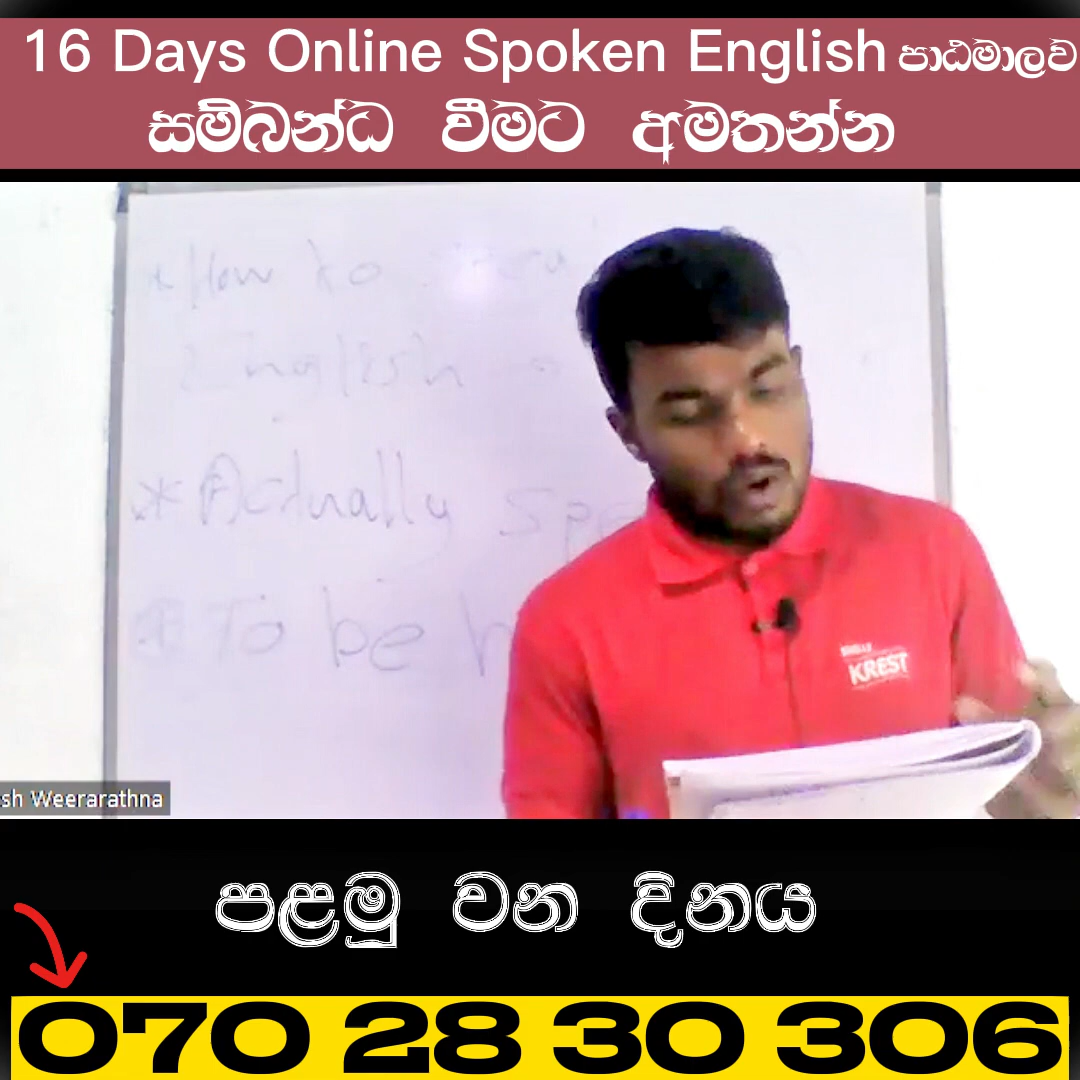 16 Days Online Spoken English පාඨමාලව
සම්බන්ධ වීමට අමතන්න
* How to
English
* Actually
* To be
KREST
sh Weerarathna
පළමු වන දිනය
070 28 30 306